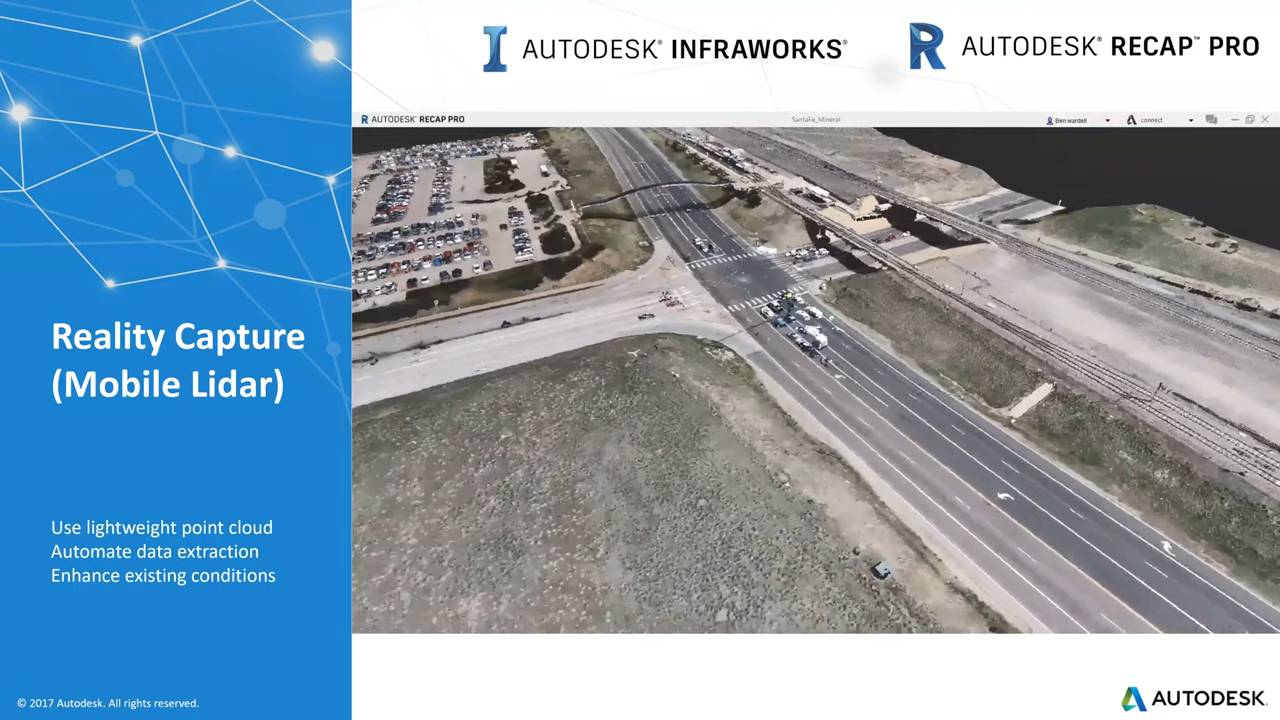 AUTODESK® INFRAWORKS®
AUTODESK® RECAP™ PRO
AUTODESK® RECAP PRO
SantaFe_Mineral
Ben.wardell
connect
Reality Capture
(Mobile Lidar)
Use lightweight point cloud
Automate data extraction
Enhance existing conditions
© 2017 Autodesk. All rights reserved.
AUTODESK.